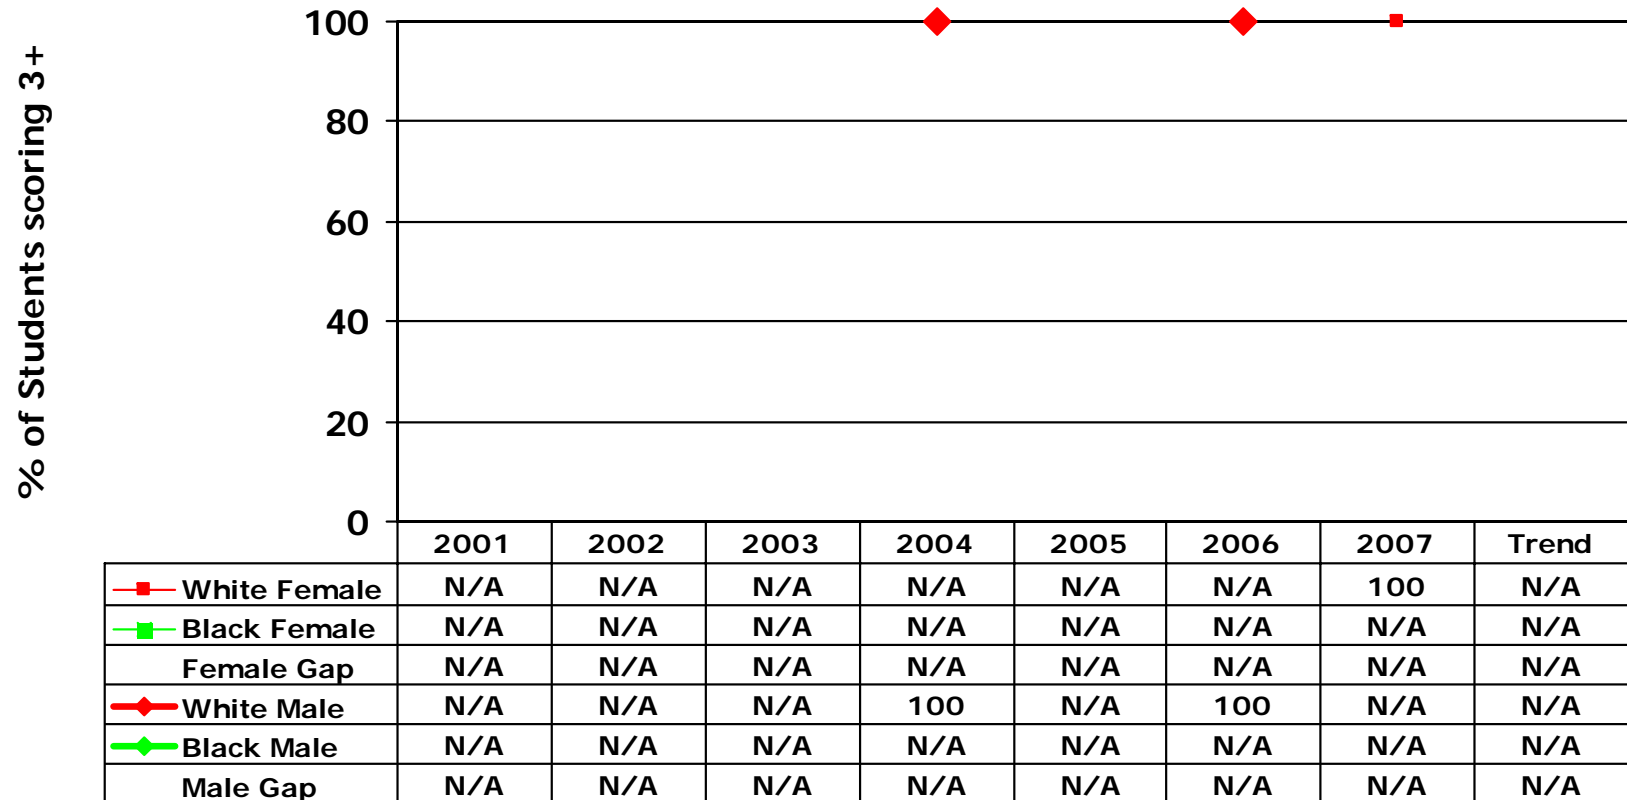 % of Students scoring 3+
100
80
60
40
20
0
2001 2002 2003 2004 2005 2006 2007 Trend
White Female N/A N/A N/A N/A N/A N/A 100 N/A
Black Female N/A N/A N/A N/A N/A N/A N/A N/A
Female Gap N/A N/A N/A N/A N/A N/A N/A N/A
White Male N/A N/A N/A 100 N/A 100 N/A N/A
Black Male N/A N/A N/A N/A N/A N/A N/A N/A
Male Gap N/A N/A N/A N/A N/A N/A N/A N/A